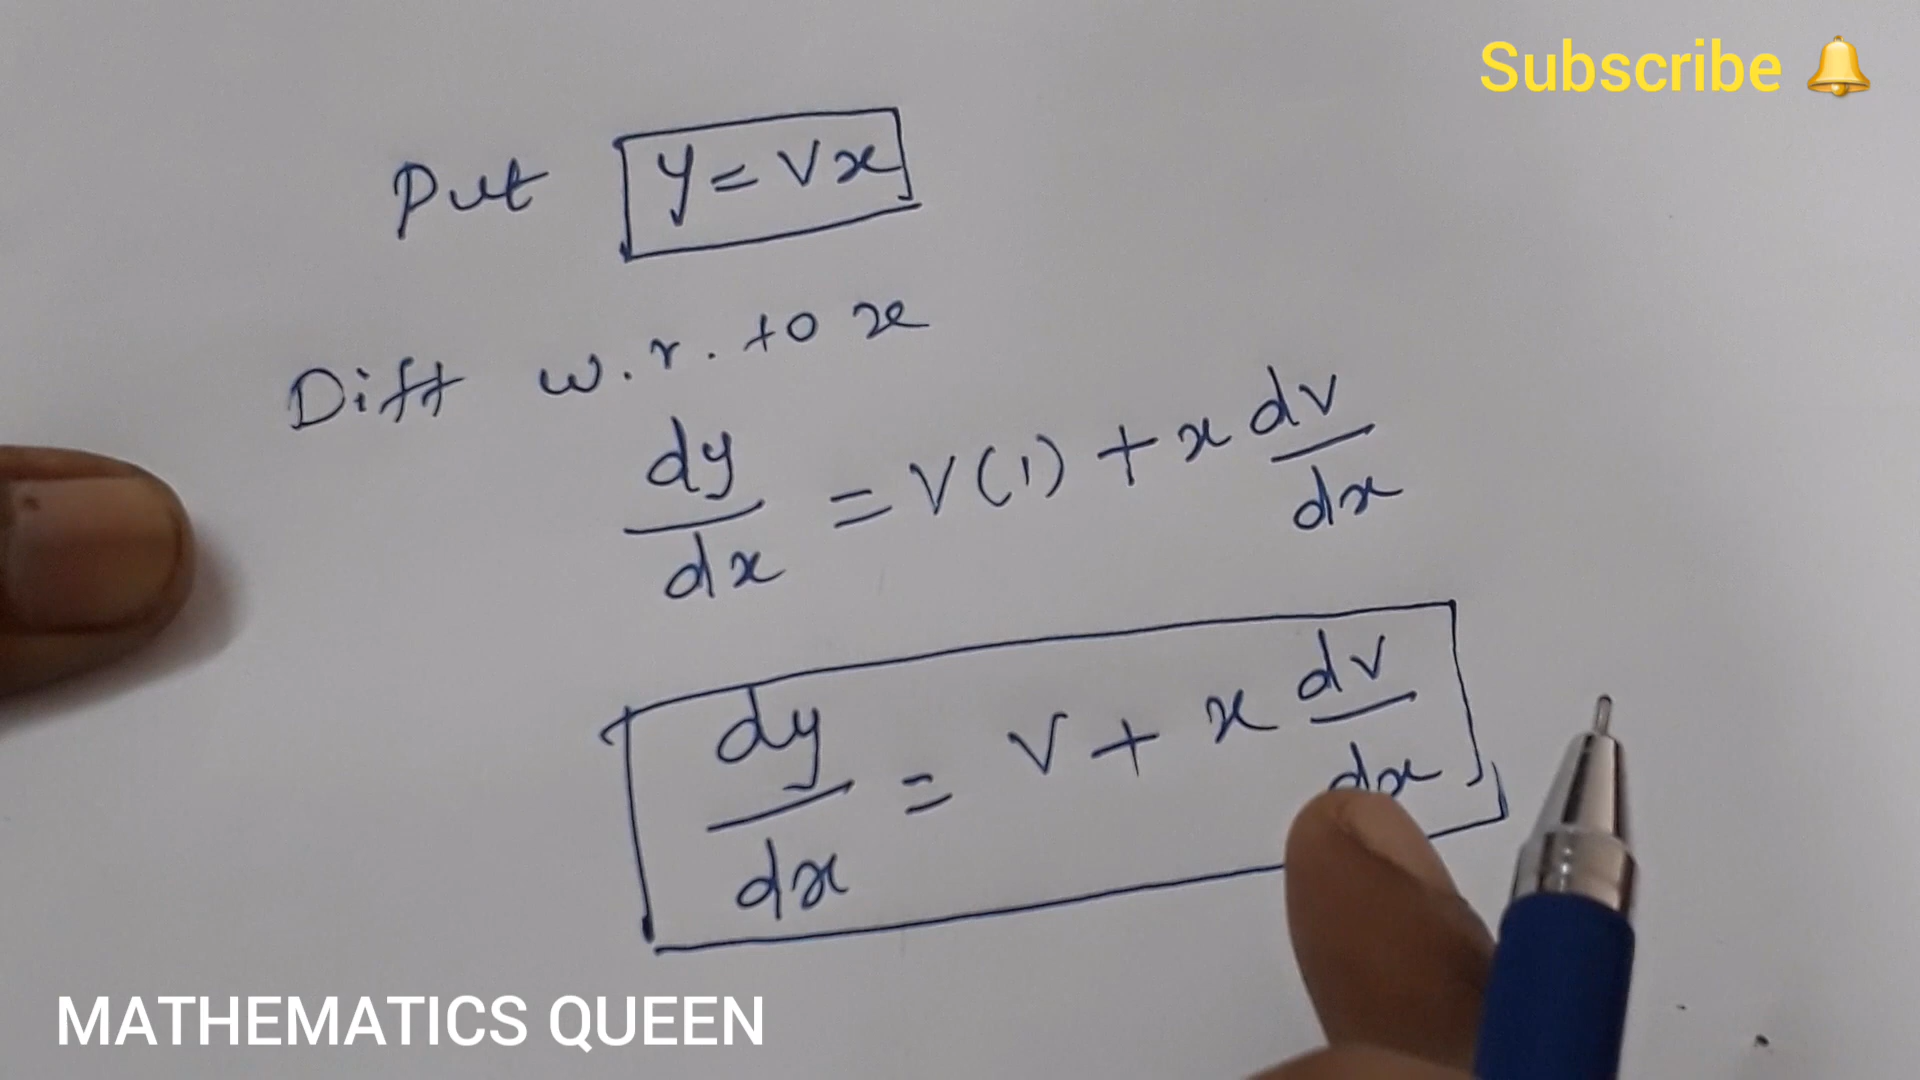 Subscribe 🔔
Put y = vx
Diff w.r. to x
dy/dx = v(1) + x dv/dx
dy/dx = v + x dv/dx
MATHEMATICS QUEEN